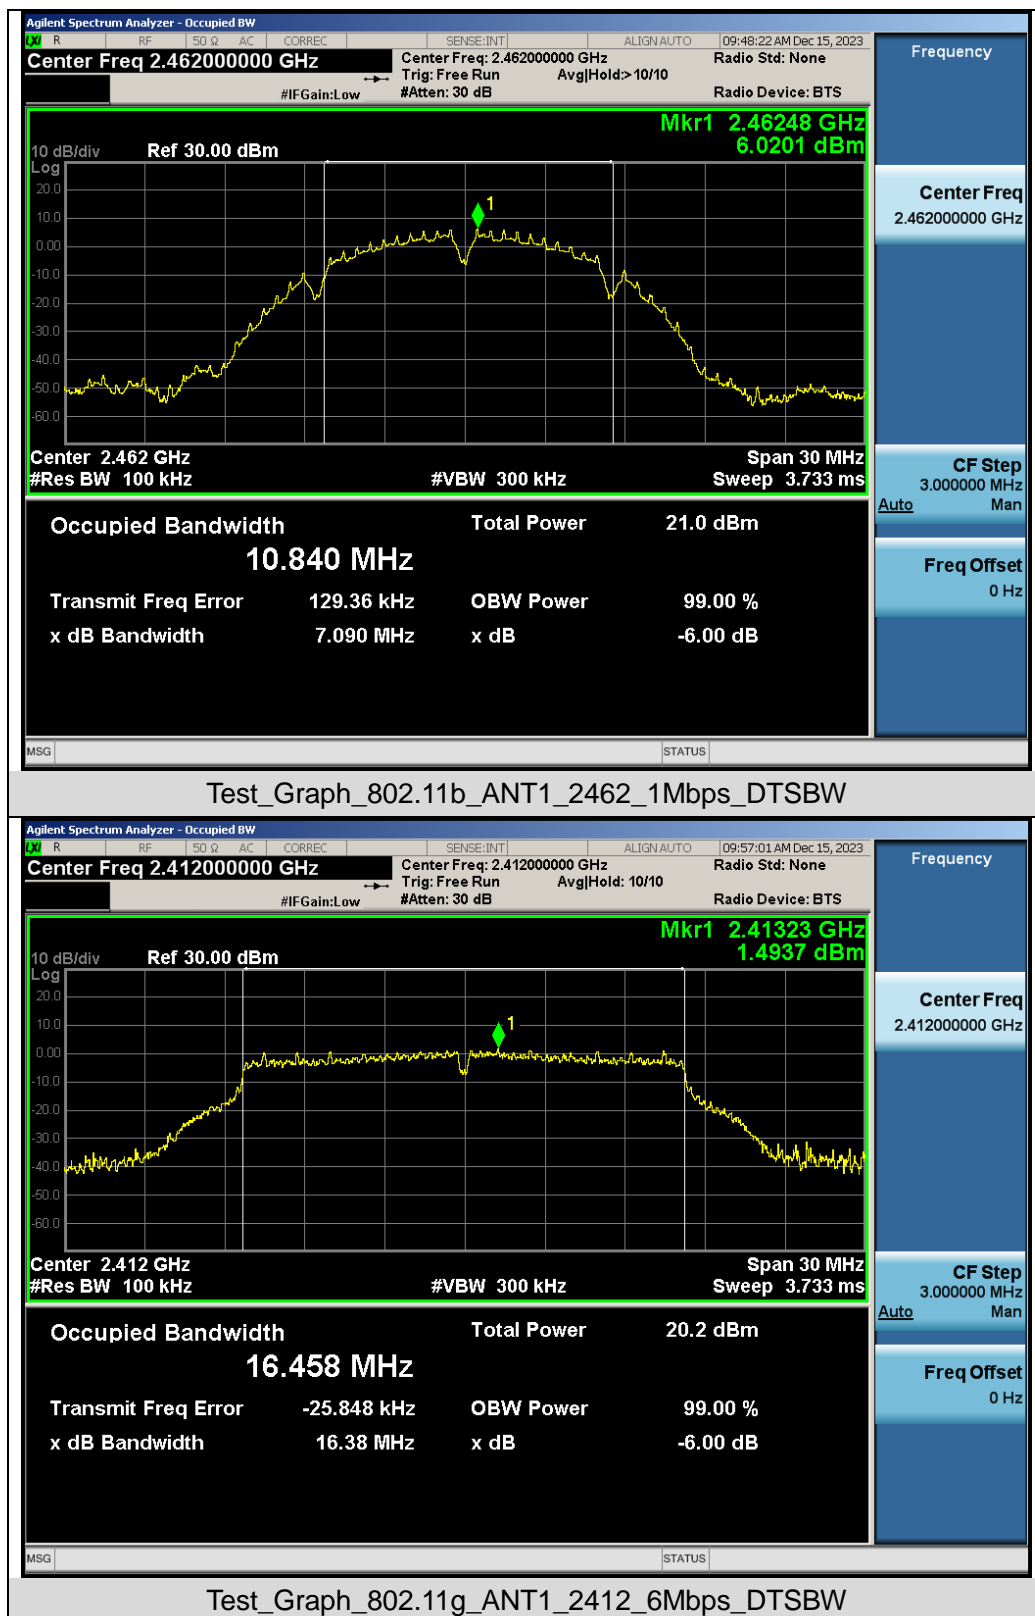 Agilent Spectrum Analyzer - Occupied BW
LXI R RF 50 Ω AC CORREC SENSE:INT ALIGN AUTO 09:48:22 AM Dec 15, 2023
Center Freq 2.462000000 GHz
Center Freq: 2.462000000 GHz
Radio Std: None
Trig: Free Run Avg|Hold:>10/10
#IFGain:Low #Atten: 30 dB Radio Device: BTS
Mkr1 2.46248 GHz
6.0201 dBm
10 dB/div Ref 30.00 dBm
Log
20.0
10.0
0.00
-10.0
-20.0
-30.0
-40.0
-50.0
-60.0
1
Center 2.462 GHz Span 30 MHz
#Res BW 100 kHz #VBW 300 kHz Sweep 3.733 ms
Occupied Bandwidth Total Power 21.0 dBm
10.840 MHz
Transmit Freq Error 129.36 kHz OBW Power 99.00 %
x dB Bandwidth 7.090 MHz x dB -6.00 dB
MSG STATUS
Frequency
Center Freq
2.462000000 GHz
CF Step
3.000000 MHz
Auto Man
Freq Offset
0 Hz
Test_Graph_802.11b_ANT1_2462_1Mbps_DTSBW
Agilent Spectrum Analyzer - Occupied BW
LXI R RF 50 Ω AC CORREC SENSE:INT ALIGN AUTO 09:57:01 AM Dec 15, 2023
Center Freq 2.412000000 GHz
Center Freq: 2.412000000 GHz
Radio Std: None
Trig: Free Run Avg|Hold: 10/10
#IFGain:Low #Atten: 30 dB Radio Device: BTS
Mkr1 2.41323 GHz
1.4937 dBm
10 dB/div Ref 30.00 dBm
Log
20.0
10.0
0.00
-10.0
-20.0
-30.0
-40.0
-50.0
-60.0
1
Center 2.412 GHz Span 30 MHz
#Res BW 100 kHz #VBW 300 kHz Sweep 3.733 ms
Occupied Bandwidth Total Power 20.2 dBm
16.458 MHz
Transmit Freq Error -25.848 kHz OBW Power 99.00 %
x dB Bandwidth 16.38 MHz x dB -6.00 dB
MSG STATUS
Frequency
Center Freq
2.412000000 GHz
CF Step
3.000000 MHz
Auto Man
Freq Offset
0 Hz
Test_Graph_802.11g_ANT1_2412_6Mbps_DTSBW